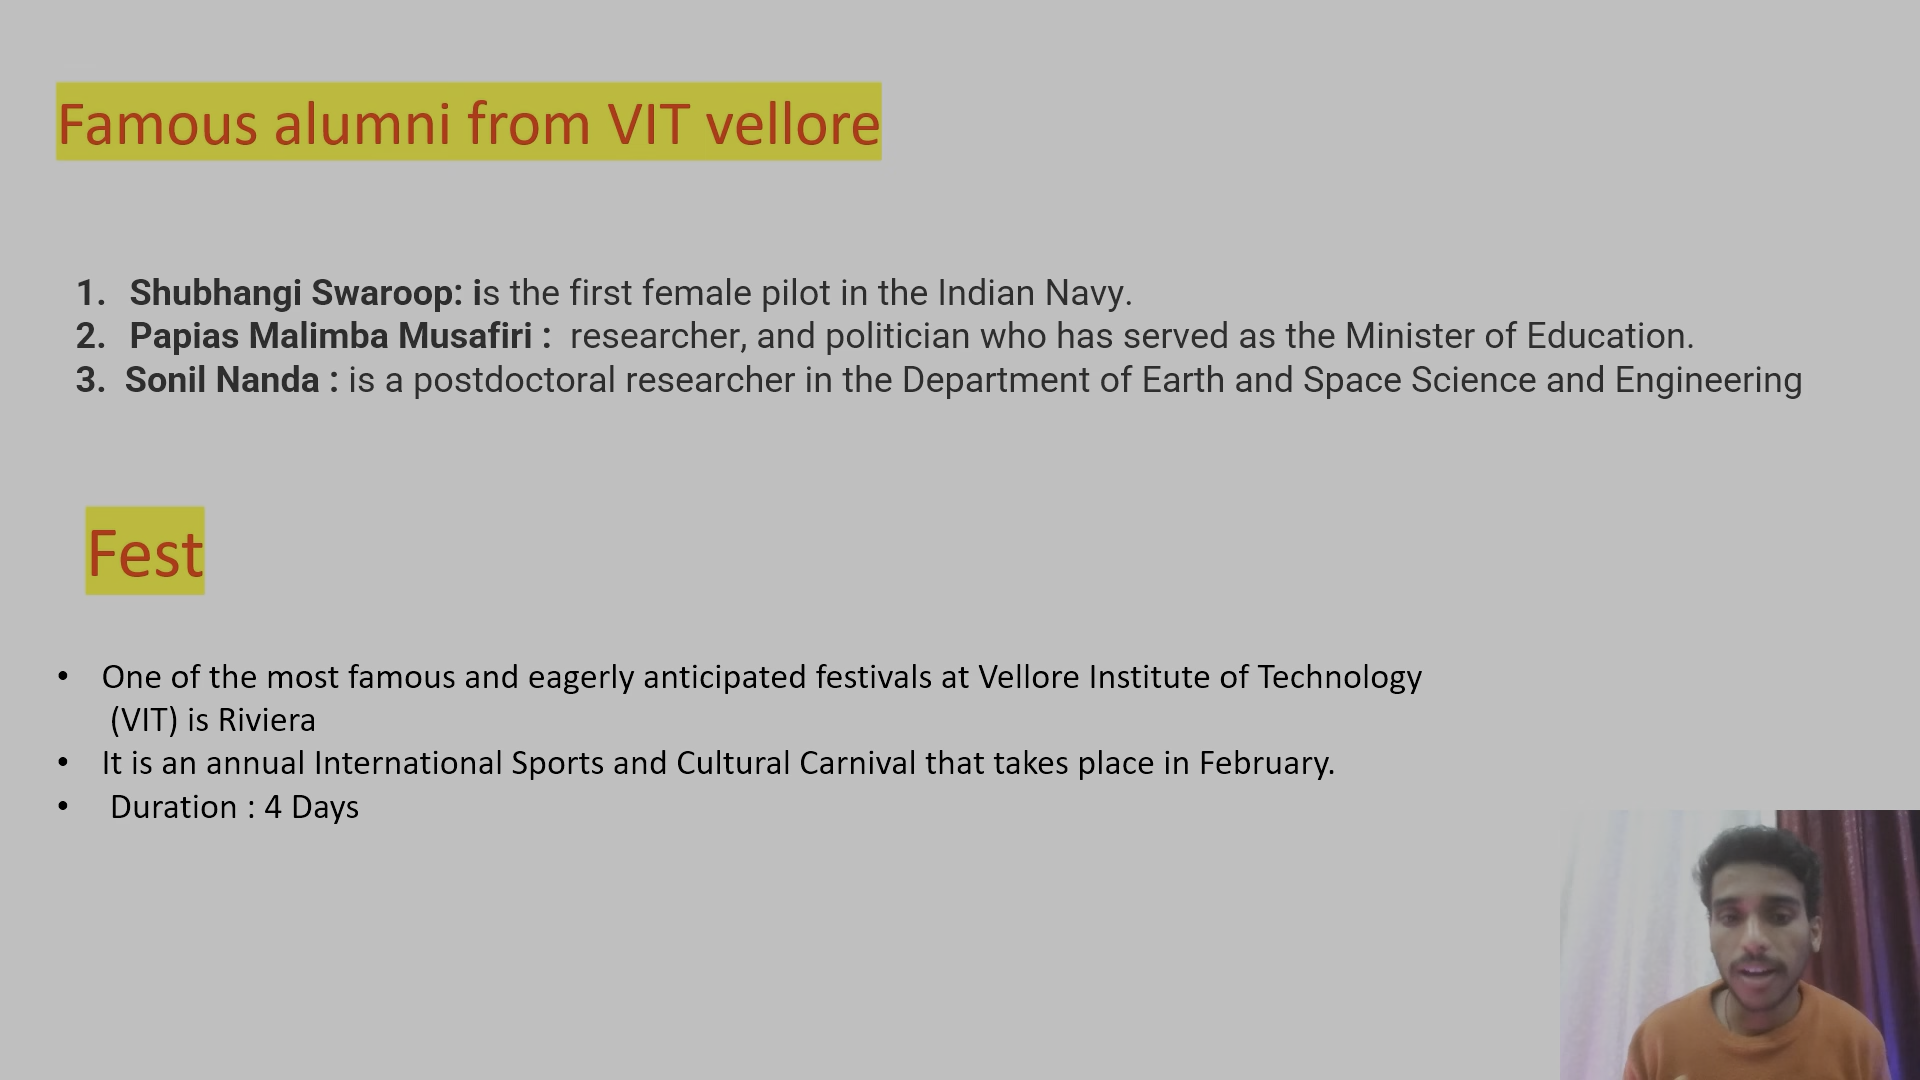 Famous alumni from VIT vellore
1. Shubhangi Swaroop: is the first female pilot in the Indian Navy.
2. Papias Malimba Musafiri : researcher, and politician who has served as the Minister of Education.
3. Sonil Nanda : is a postdoctoral researcher in the Department of Earth and Space Science and Engineering
Fest
• One of the most famous and eagerly anticipated festivals at Vellore Institute of Technology
(VIT) is Riviera
• It is an annual International Sports and Cultural Carnival that takes place in February.
• Duration : 4 Days